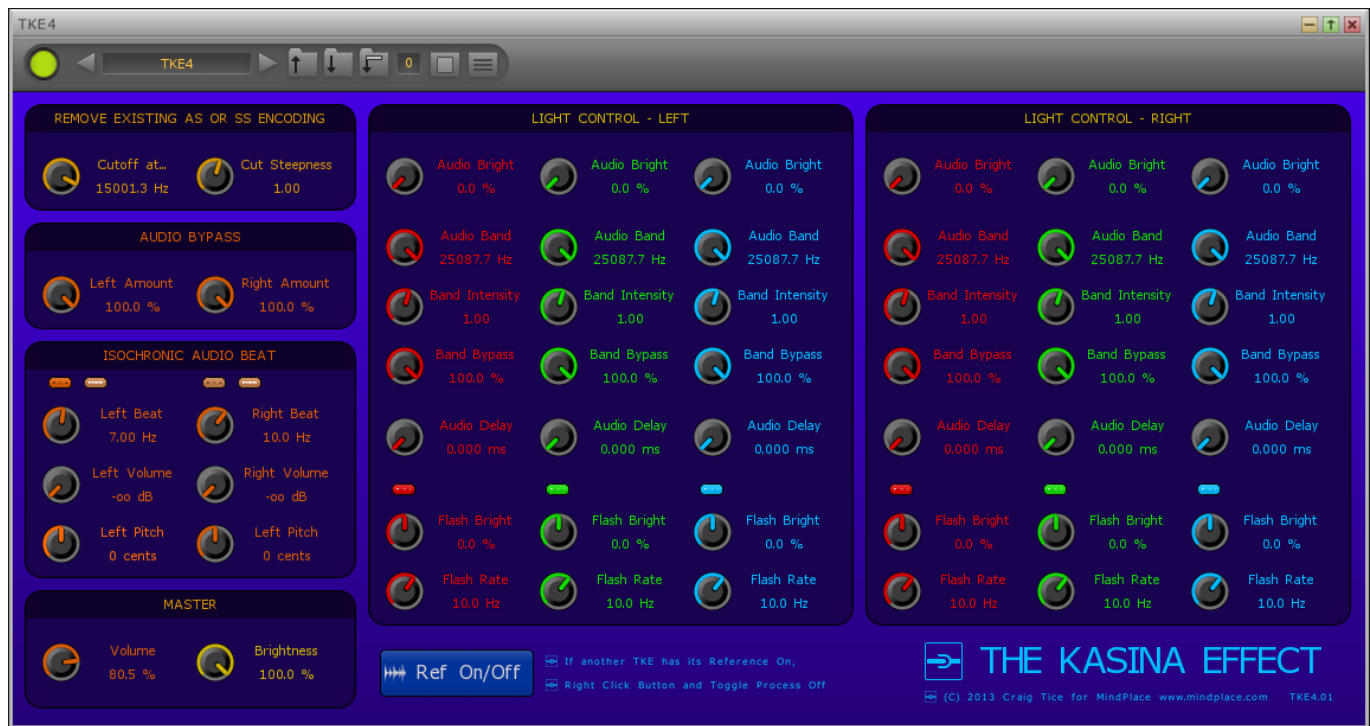 TKE4
TKE4
0
REMOVE EXISTING AS OR SS ENCODING
Cutoff at…
15001.3 Hz
Cut Steepness
1.00
AUDIO BYPASS
Left Amount
100.0 %
Right Amount
100.0 %
ISOCHRONIC AUDIO BEAT
Left Beat
7.00 Hz
Right Beat
10.0 Hz
Left Volume
-oo dB
Right Volume
-oo dB
Left Pitch
0 cents
Left Pitch
0 cents
MASTER
Volume
80.5 %
Brightness
100.0 %
LIGHT CONTROL - LEFT
Audio Bright Audio Bright Audio Bright
0.0 % 0.0 % 0.0 %
Audio Band Audio Band Audio Band
25087.7 Hz 25087.7 Hz 25087.7 Hz
Band Intensity Band Intensity Band Intensity
1.00 1.00 1.00
Band Bypass Band Bypass Band Bypass
100.0 % 100.0 % 100.0 %
Audio Delay Audio Delay Audio Delay
0.000 ms 0.000 ms 0.000 ms
Flash Bright Flash Bright Flash Bright
0.0 % 0.0 % 0.0 %
Flash Rate Flash Rate Flash Rate
10.0 Hz 10.0 Hz 10.0 Hz
LIGHT CONTROL - RIGHT
Audio Bright Audio Bright Audio Bright
0.0 % 0.0 % 0.0 %
Audio Band Audio Band Audio Band
25087.7 Hz 25087.7 Hz 25087.7 Hz
Band Intensity Band Intensity Band Intensity
1.00 1.00 1.00
Band Bypass Band Bypass Band Bypass
100.0 % 100.0 % 100.0 %
Audio Delay Audio Delay Audio Delay
0.000 ms 0.000 ms 0.000 ms
Flash Bright Flash Bright Flash Bright
0.0 % 0.0 % 0.0 %
Flash Rate Flash Rate Flash Rate
10.0 Hz 10.0 Hz 10.0 Hz
Ref On/Off
If another TKE has its Reference On,
Right Click Button and Toggle Process Off
THE KASINA EFFECT
(C) 2013 Craig Tice for MindPlace www.mindplace.com TKE4.01